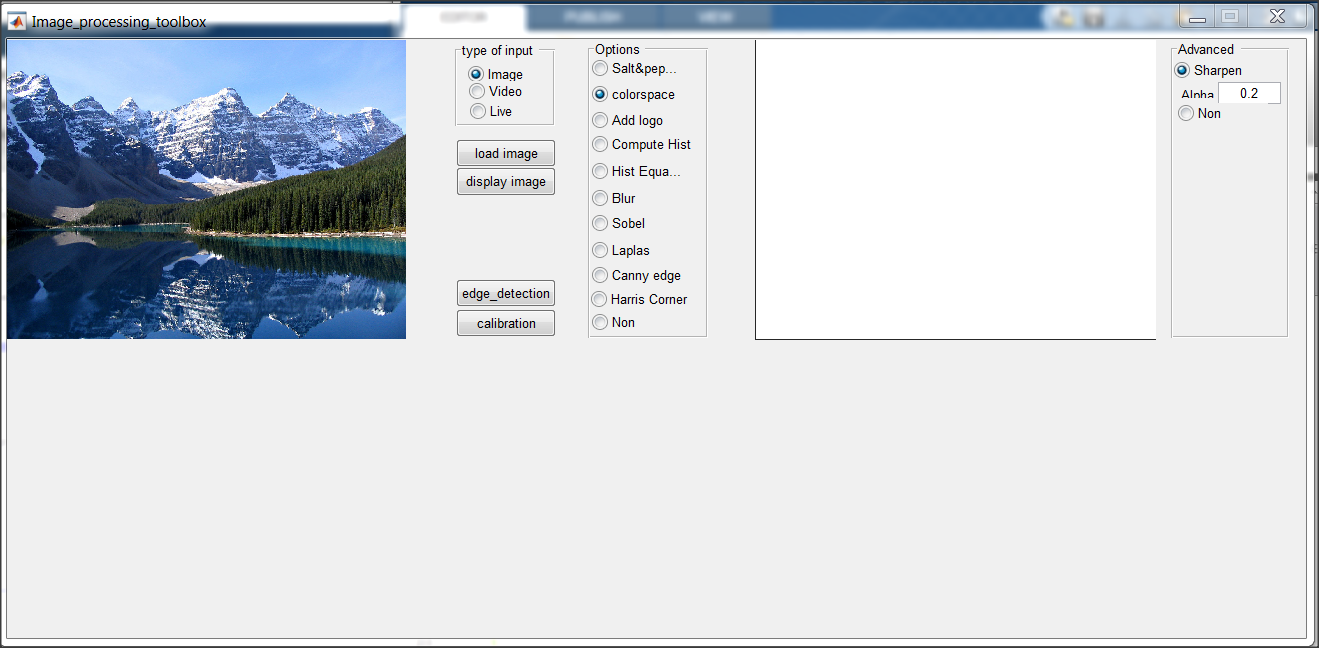 Image_processing_toolbox
EDITOR
PUBLISH
VIEW
type of input
Image
Video
Live
load image
display image
edge_detection
calibration
Options
Salt&pep...
colorspace
Add logo
Compute Hist
Hist Equa...
Blur
Sobel
Laplas
Canny edge
Harris Corner
Non
Advanced
Sharpen
Alpha 0.2
Non